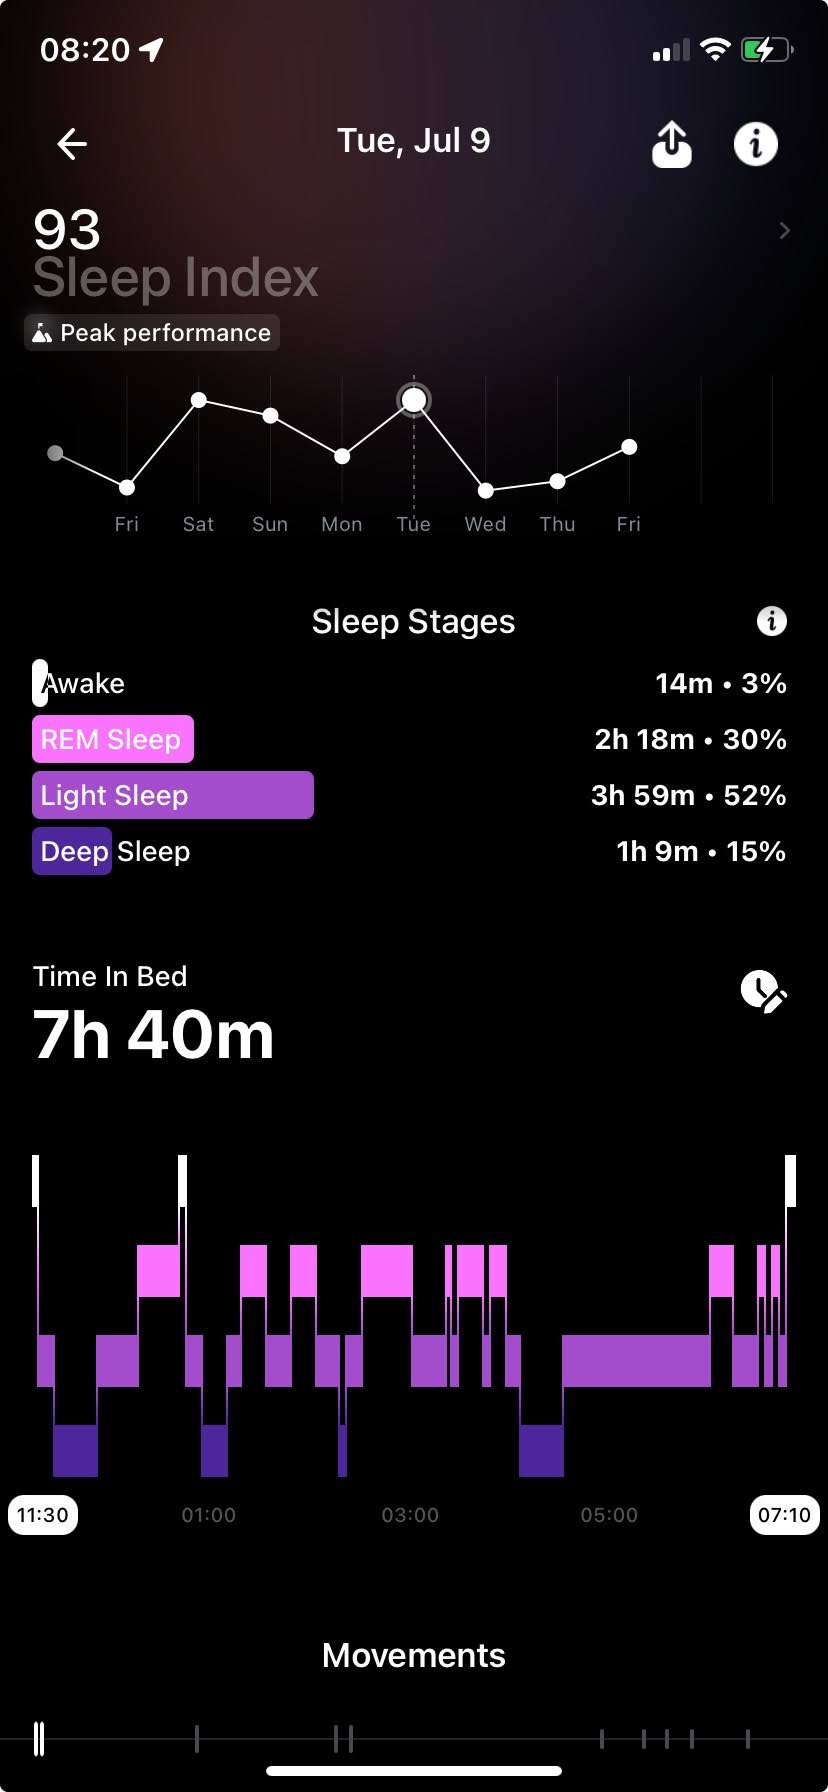 08:20
Tue, Jul 9
93
Sleep Index
Peak performance
Fri Sat Sun Mon Tue Wed Thu Fri
Sleep Stages
Awake 14m • 3%
REM Sleep 2h 18m • 30%
Light Sleep 3h 59m • 52%
Deep Sleep 1h 9m • 15%
Time In Bed
7h 40m
11:30 01:00 03:00 05:00 07:10
Movements